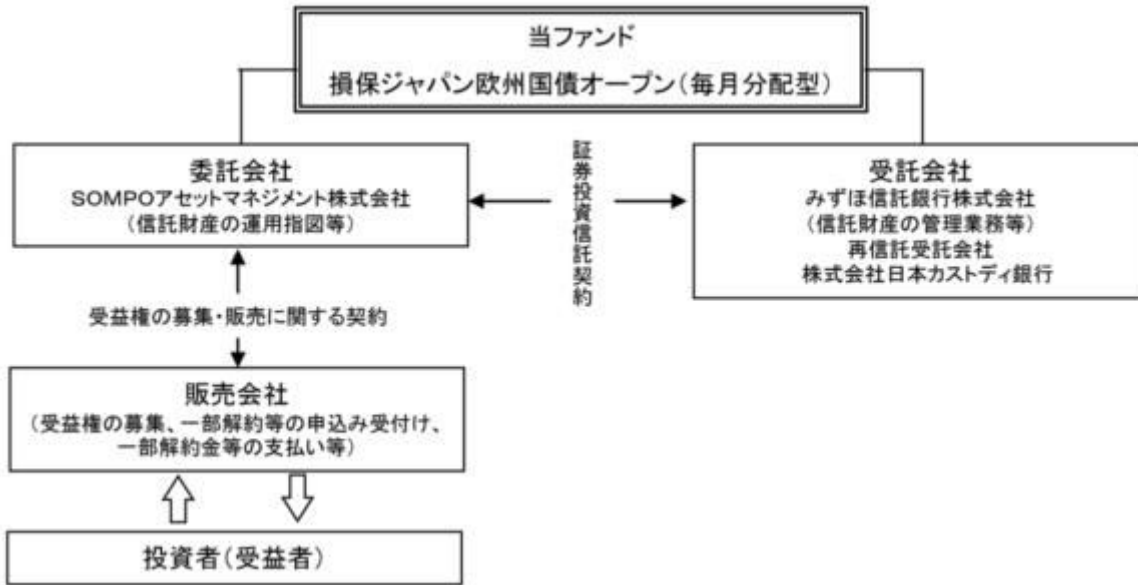 当ファンド
損保ジャパン欧州国債オープン（毎月分配型）
委託会社
SOMPOアセットマネジメント株式会社
（信託財産の運用指図等）
証券投資信託契約
受託会社
みずほ信託銀行株式会社
（信託財産の管理業務等）
再信託受託会社
株式会社日本カストディ銀行
受益権の募集・販売に関する契約
販売会社
（受益権の募集、一部解約等の申込み受付け、
一部解約金等の支払い等）
投資者（受益者）